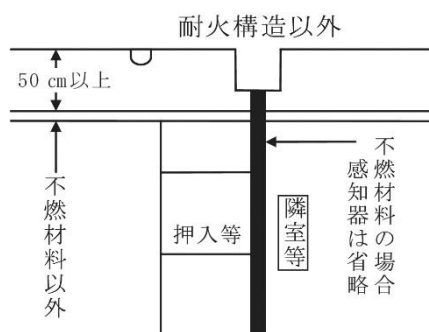 耐火構造以外
50 cm以上
不燃材料以外
押入等
隣室等
不燃材料の場合
感知器は省略